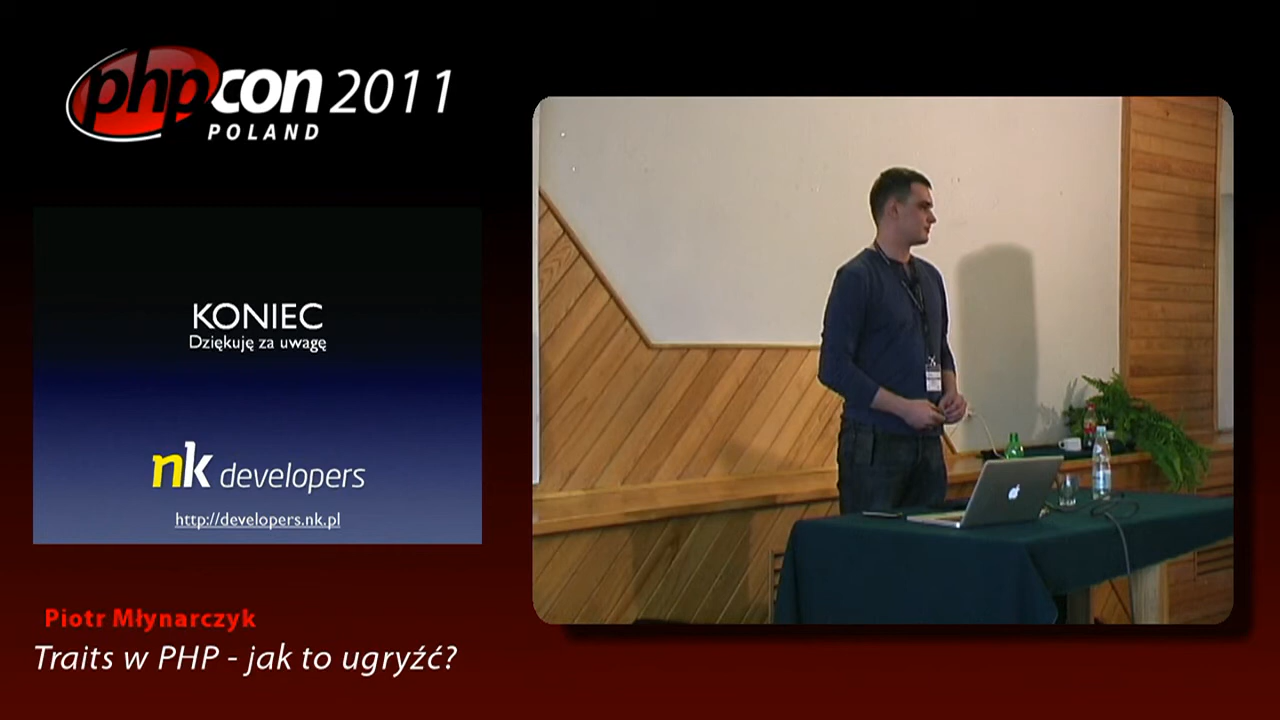 phpcon 2011
POLAND
KONIEC
Dziękuję za uwagę
nk developers
http://developers.nk.pl
Piotr Młynarczyk
Traits w PHP - jak to ugryźć?